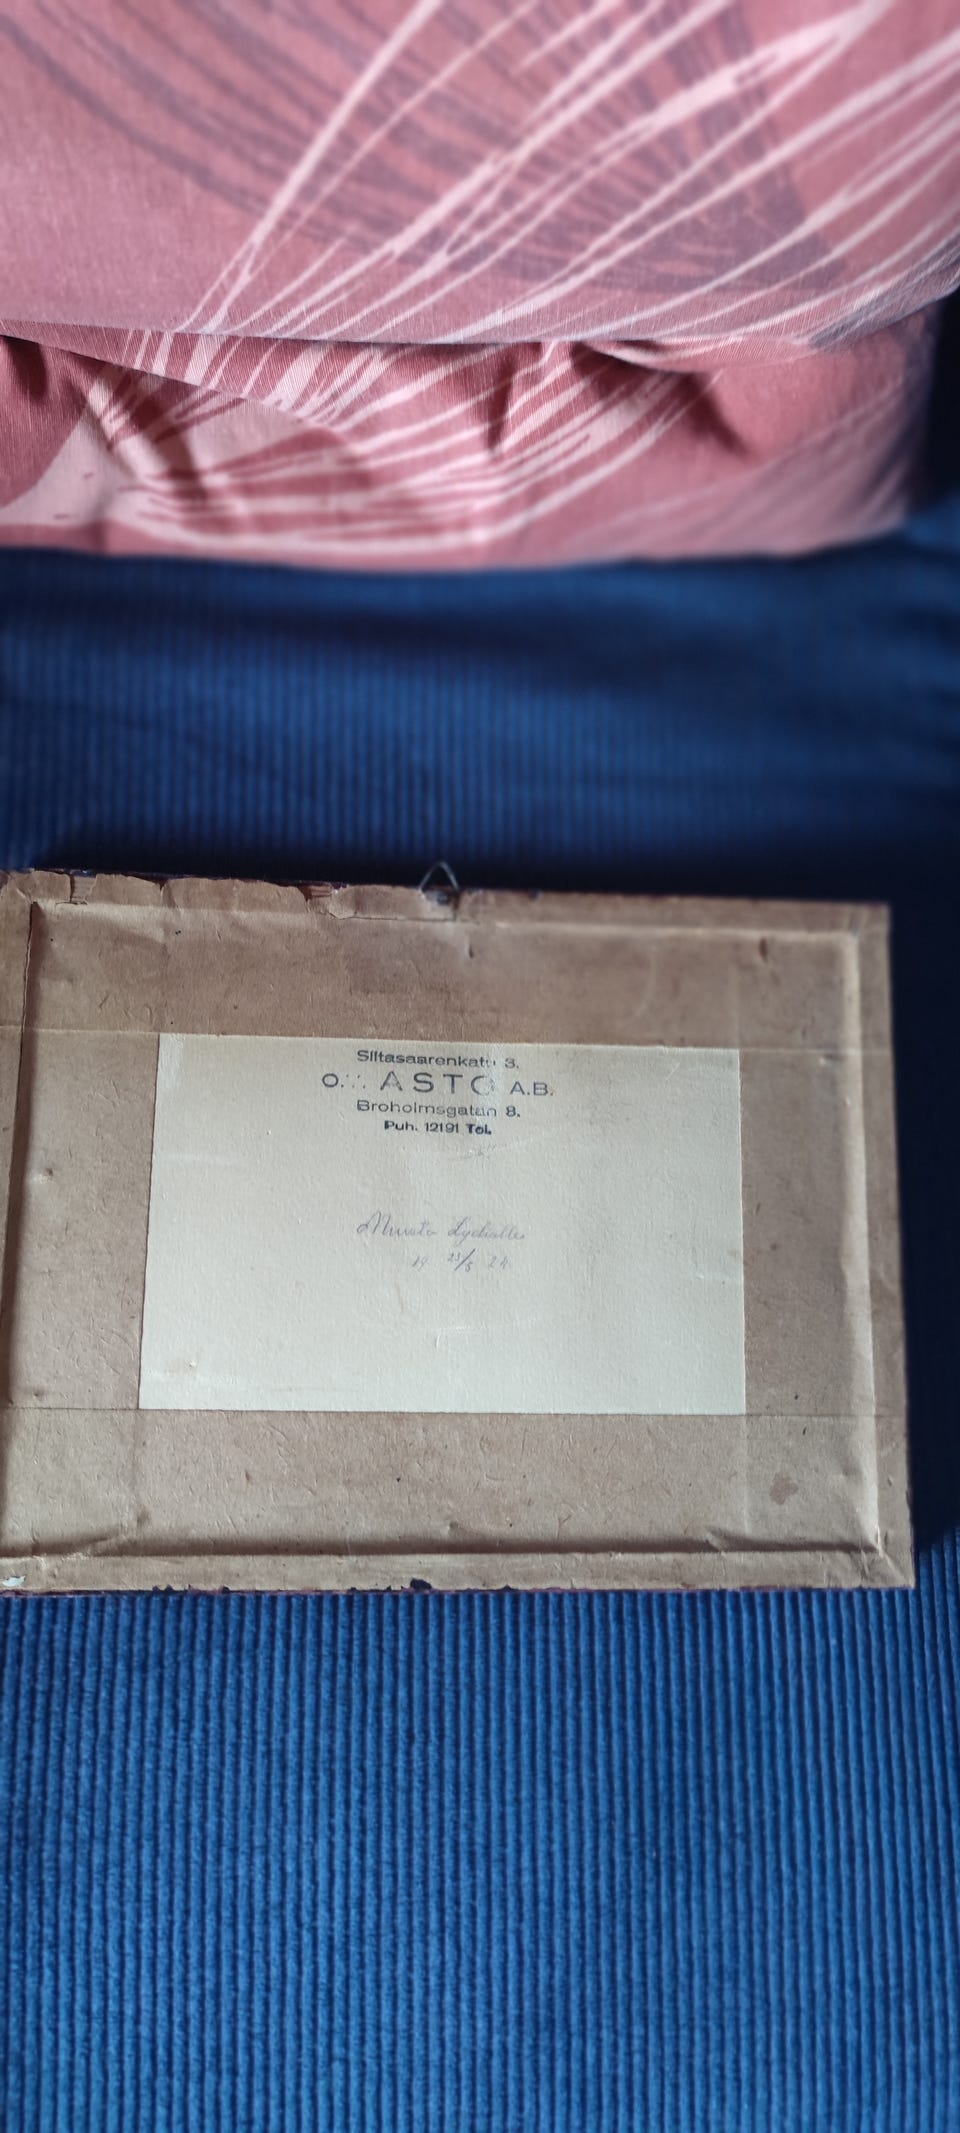 Siltasaarenkatu 3.
O.Y. ASTO A.B.
Broholmsgatan 8.
Puh. 12191 Tel.
Muisto Lydialle
19 23/5 24